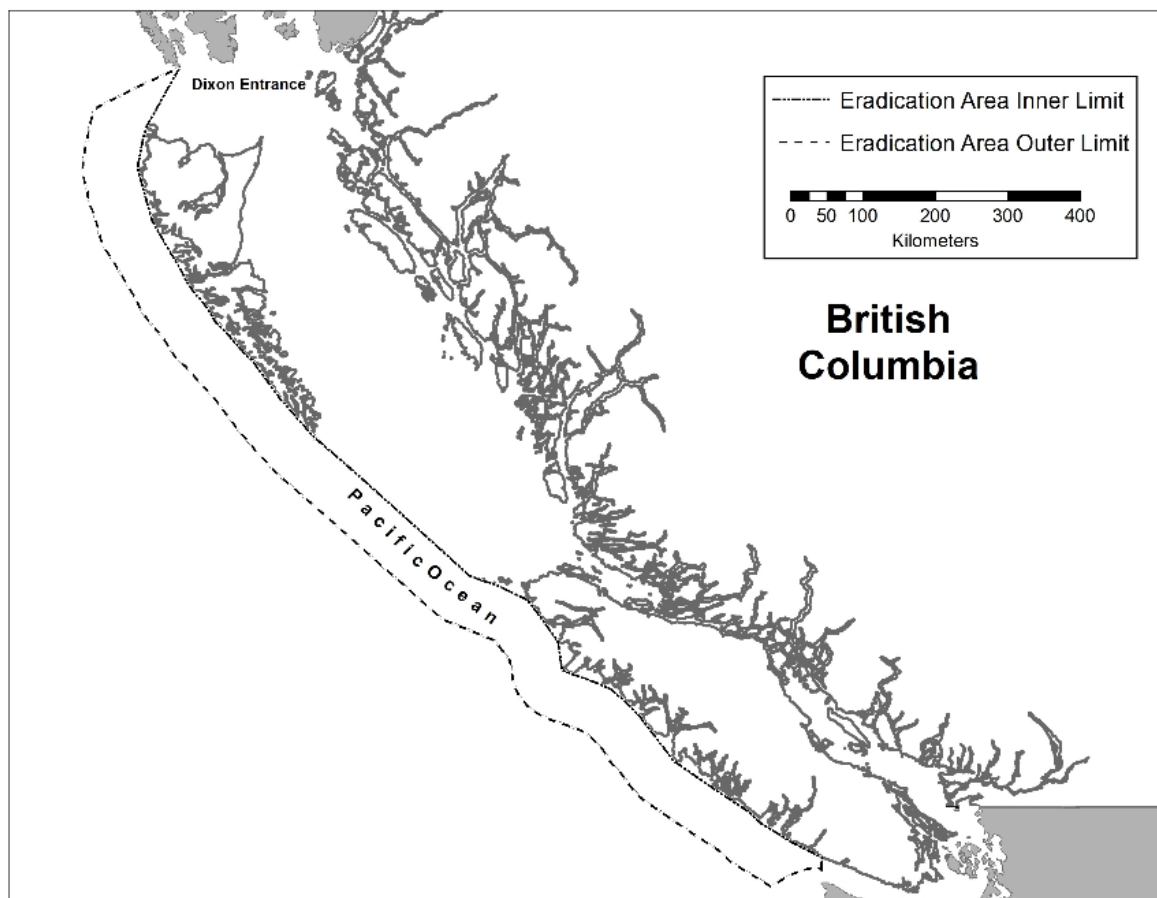 Dixon Entrance
Eradication Area Inner Limit
Eradication Area Outer Limit
0 50 100 200 300 400
Kilometers
British
Columbia
Pacific Ocean